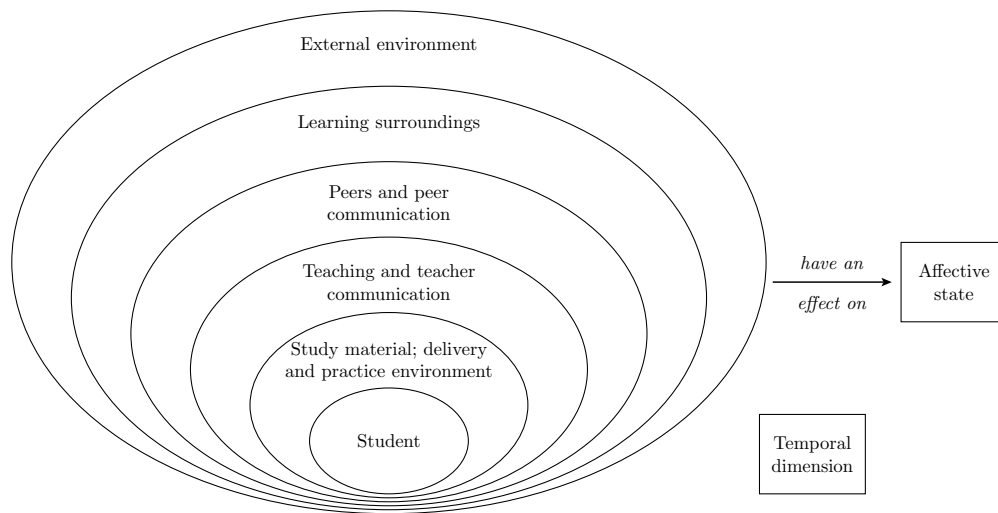 External environment
Learning surroundings
Peers and peer
communication
Teaching and teacher
communication
Study material; delivery
and practice environment
Student
have an
effect on
Affective
state
Temporal
dimension